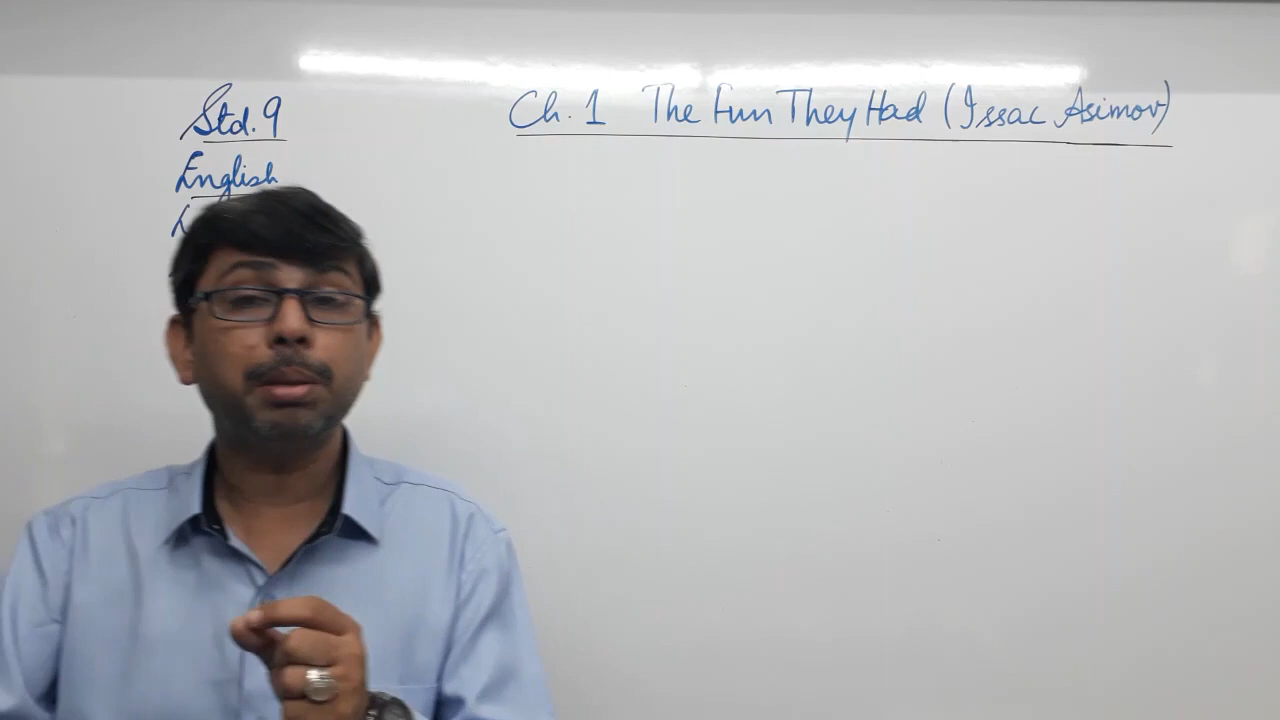 Std. 9
English
Ch. 1 The Fun They Had (Issac Asimov)